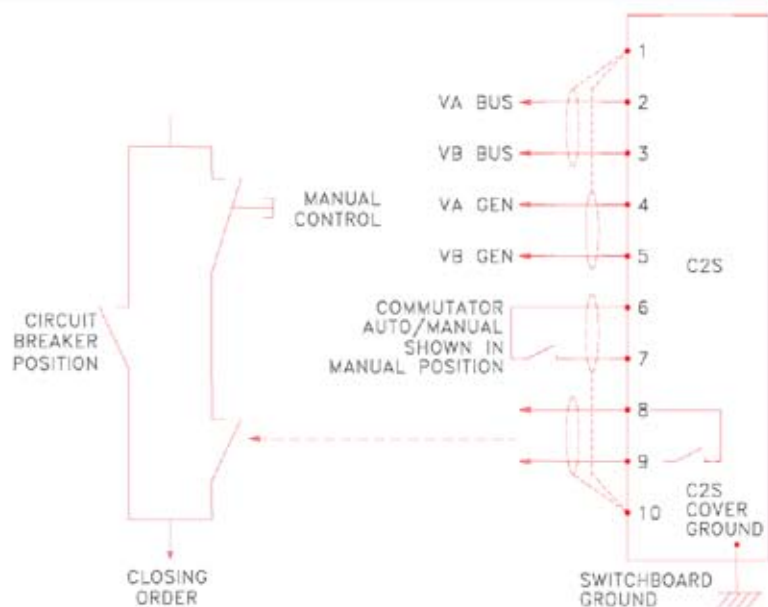 1
VA BUS
2
VB BUS
3
VA GEN
4
VB GEN
5
C2S
MANUAL
CONTROL
CIRCUIT
BREAKER
POSITION
COMMUTATOR
AUTO/MANUAL
SHOWN IN
MANUAL POSITION
6
7
8
9
10
C2S
COVER
GROUND
CLOSING
ORDER
SWITCHBOARD
GROUND